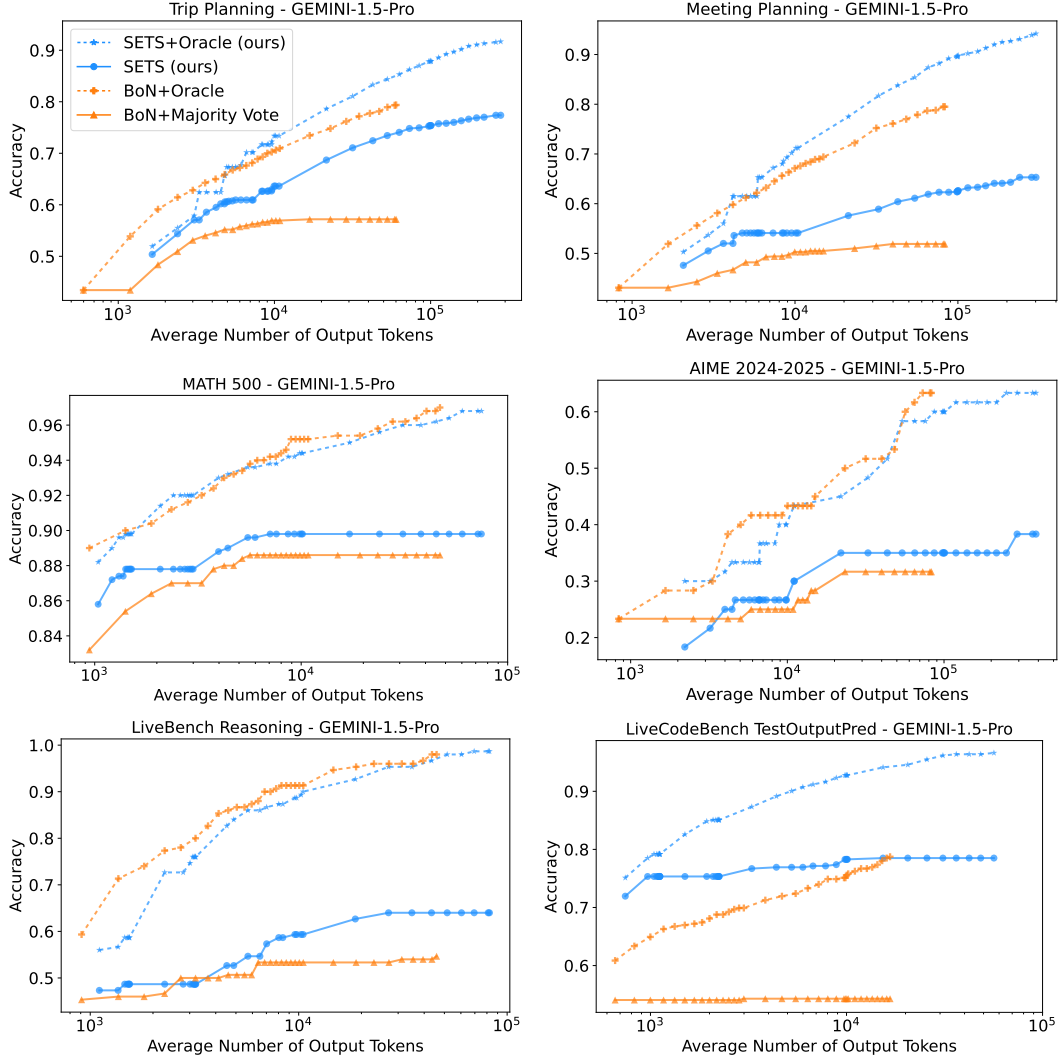 Trip Planning - GEMINI-1.5-Pro
SETS+Oracle (ours)
SETS (ours)
BoN+Oracle
BoN+Majority Vote
Accuracy
0.9
0.8
0.7
0.6
0.5
10³ 10⁴ 10⁵
Average Number of Output Tokens
Meeting Planning - GEMINI-1.5-Pro
Accuracy
0.9
0.8
0.7
0.6
0.5
10³ 10⁴ 10⁵
Average Number of Output Tokens
MATH 500 - GEMINI-1.5-Pro
Accuracy
0.96
0.94
0.92
0.90
0.88
0.86
0.84
10³ 10⁴ 10⁵
Average Number of Output Tokens
AIME 2024-2025 - GEMINI-1.5-Pro
Accuracy
0.6
0.5
0.4
0.3
0.2
10³ 10⁴ 10⁵
Average Number of Output Tokens
LiveBench Reasoning - GEMINI-1.5-Pro
Accuracy
1.0
0.9
0.8
0.7
0.6
0.5
10³ 10⁴ 10⁵
Average Number of Output Tokens
LiveCodeBench TestOutputPred - GEMINI-1.5-Pro
Accuracy
0.9
0.8
0.7
0.6
10³ 10⁴ 10⁵
Average Number of Output Tokens